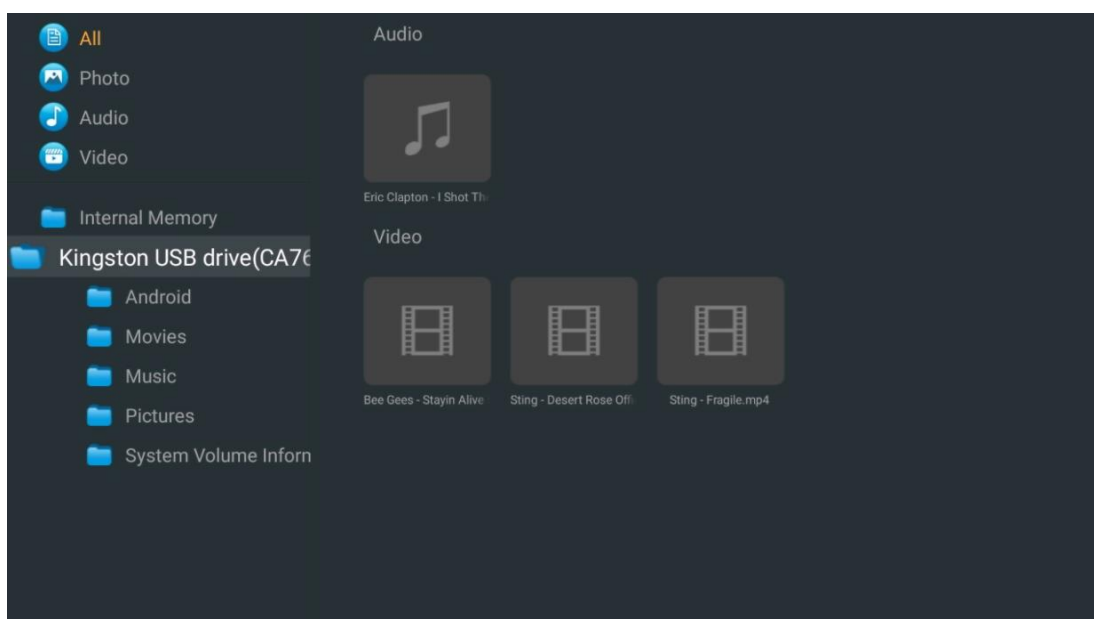 All
Photo
Audio
Video
Internal Memory
Kingston USB drive(CA76
Android
Movies
Music
Pictures
System Volume Inforn
Audio
Eric Clapton - I Shot Th
Video
Bee Gees - Stayin Alive
Sting - Desert Rose Offi
Sting - Fragile.mp4